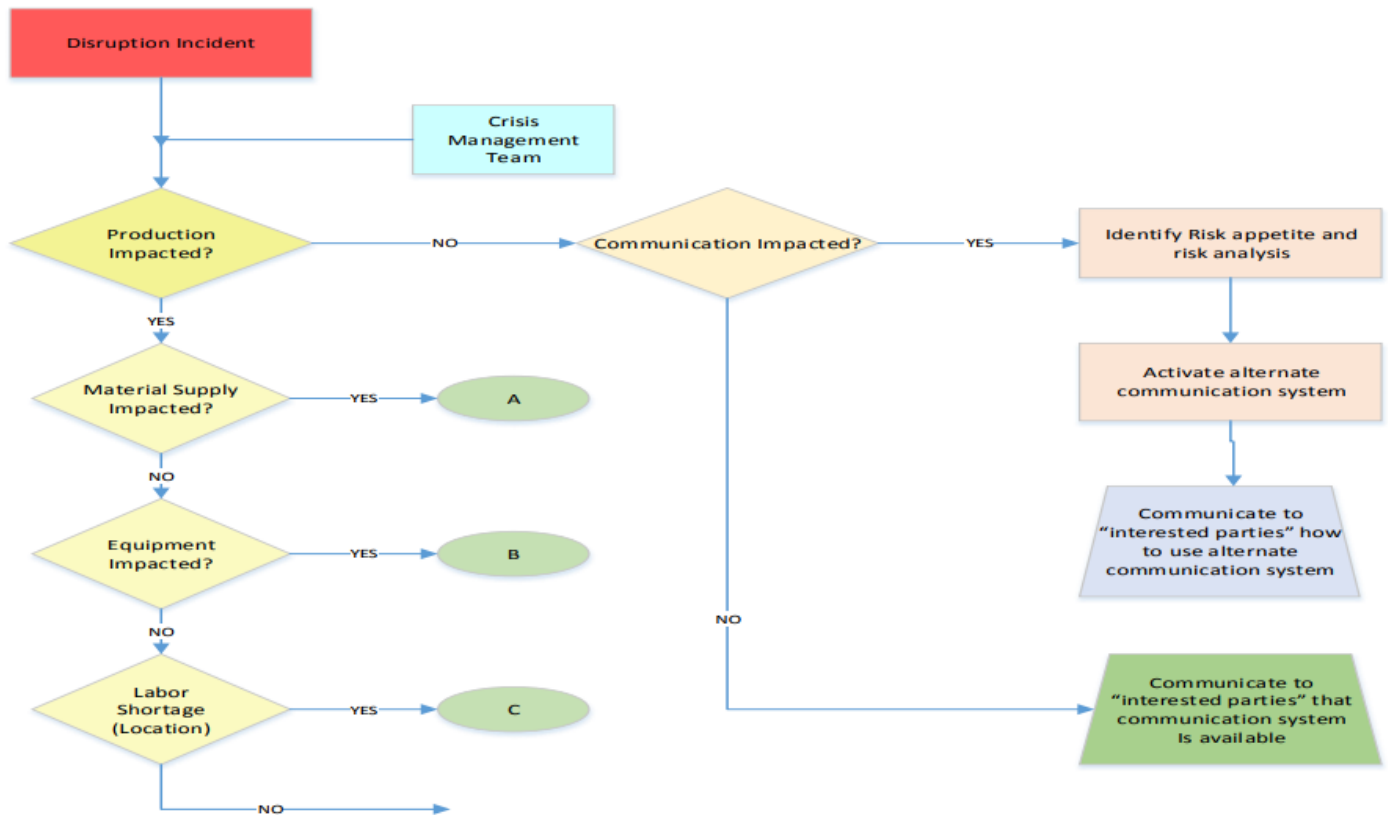 Disruption Incident
Crisis
Management
Team
Production
Impacted?
NO
Communication Impacted?
YES
Identify Risk appetite and
risk analysis
YES
Material Supply
Impacted?
YES
A
Activate alternate
communication system
NO
Equipment
Impacted?
YES
B
Communicate to
“interested parties” how
to use alternate
communication system
NO
NO
Labor
Shortage
(Location)
YES
C
Communicate to
“interested parties” that
communication system
Is available
NO